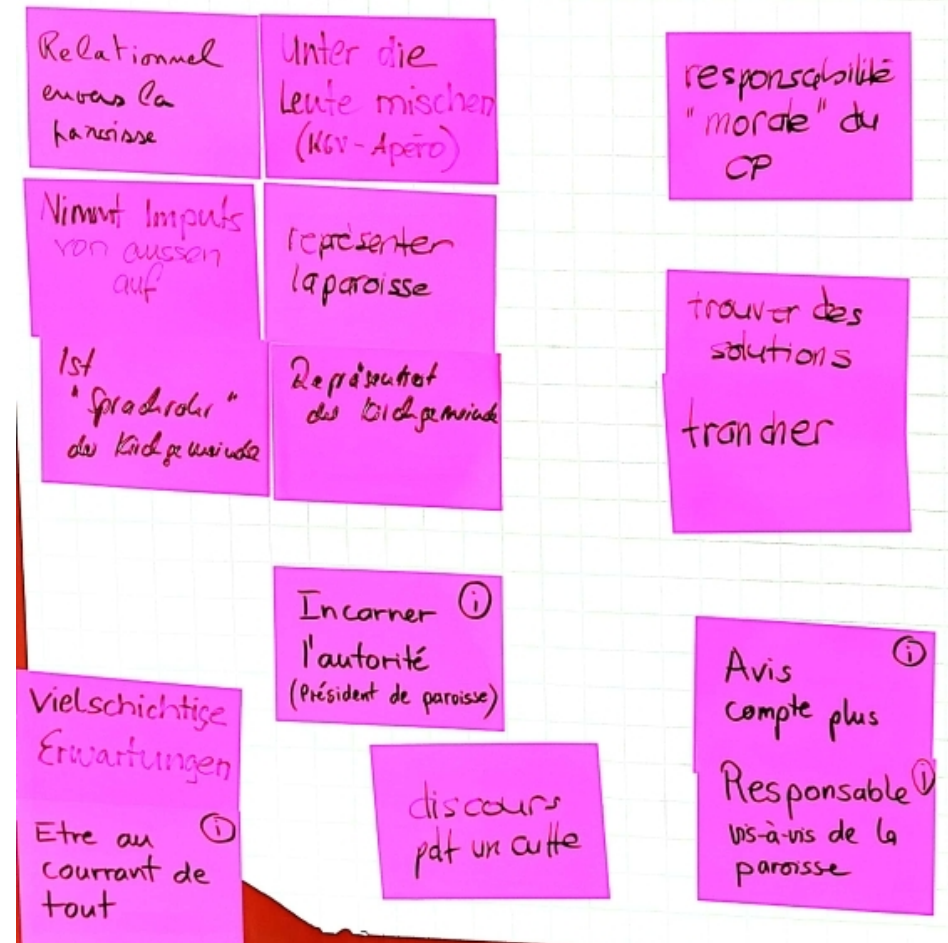 Relationnel
envers la
paroisse
Unter die
Leute mischen
(KGV-Apéro)
responsabilité
"morale" du
CP
Nimmt Imputs
von aussen
auf
représenter
la paroisse
trouver des
solutions
trancher
Ist
"Sprachrohr"
der Kirchgemeinde
Repräsentiert
die Kirchgemeinde
Incarner i
l'autorité
(Président de paroisse)
Avis i
compte plus
Vielschichtige
Erwartungen
Responsable i
vis-à-vis de la
paroisse
discours
pdt un culte
Etre au i
courrant de
tout